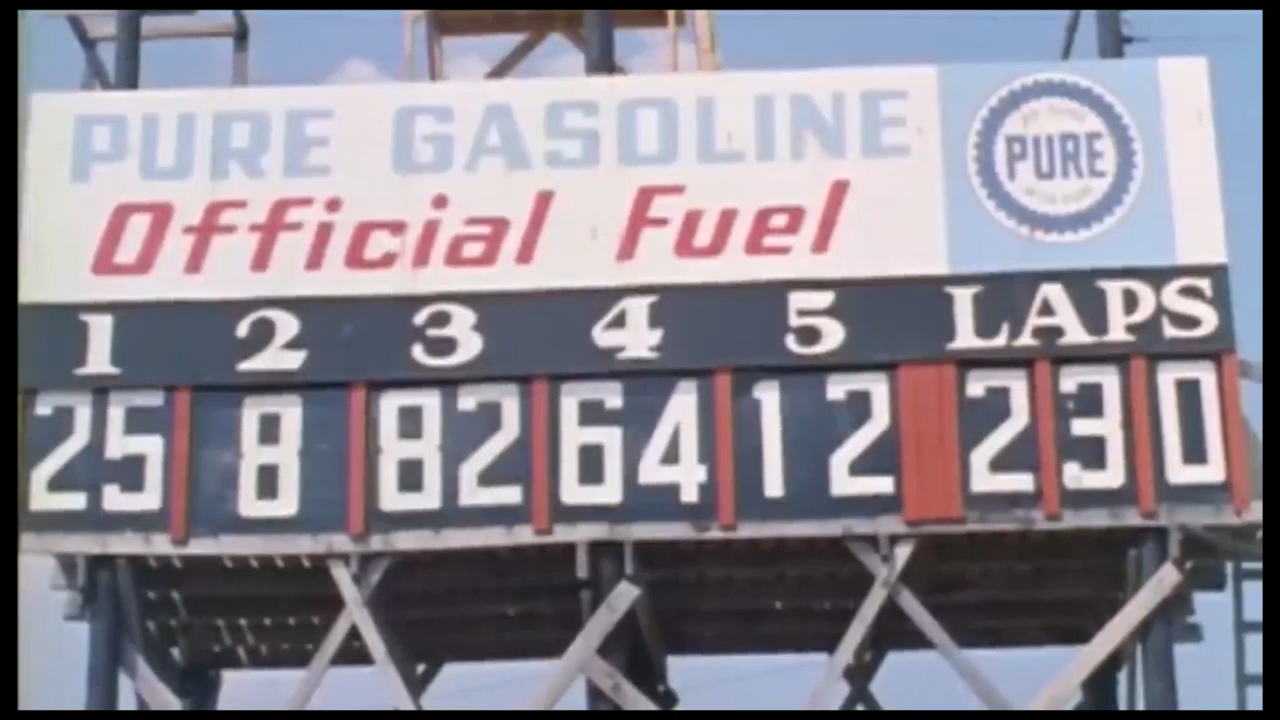 PURE GASOLINE
Official Fuel
PURE
1 2 3 4 5 LAPS
25 8 82 64 12 230